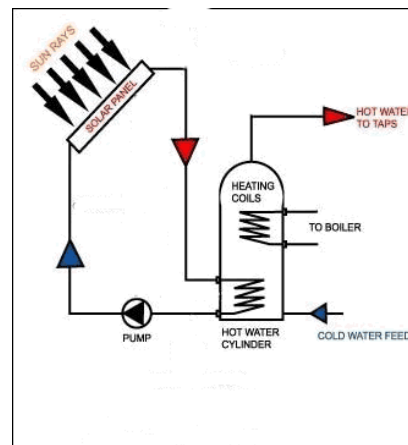 SUN RAYS
SOLAR PANEL
HOT WATER
TO TAPS
HEATING
COILS
TO BOILER
PUMP
HOT WATER
CYLINDER
COLD WATER FEED